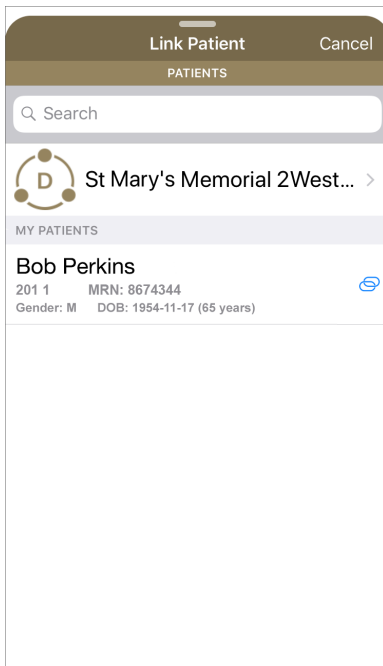 Link Patient Cancel
PATIENTS
Search
D St Mary's Memorial 2West...
MY PATIENTS
Bob Perkins
201 1 MRN: 8674344
Gender: M DOB: 1954-11-17 (65 years)